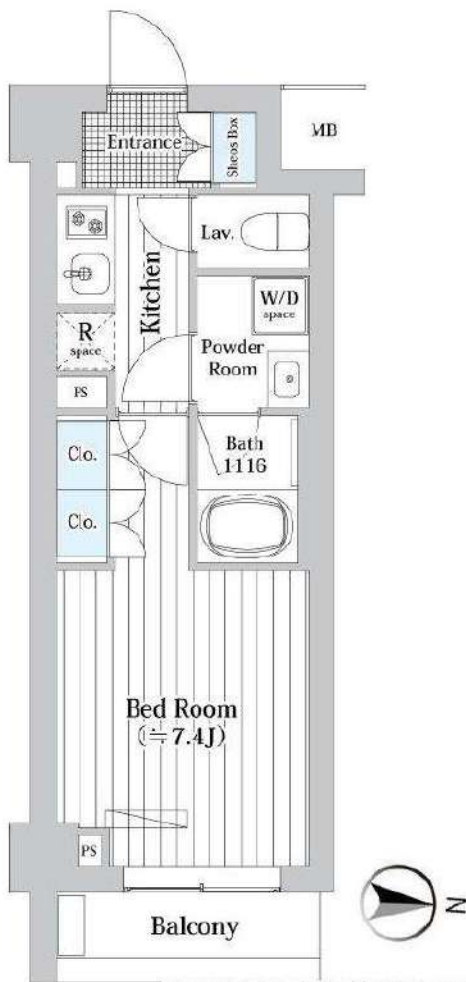 MB
Entrance
Sheos Box
Lav.
Kitchen
W/D
space
R
space
Powder
Room
PS
Clo.
Bath
1116
Clo.
Bed Room
(≒7.4J)
PS
Balcony
N